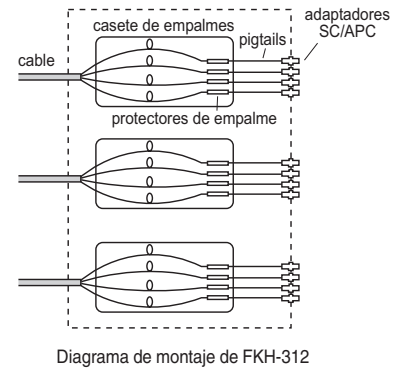 casete de empalmes
adaptadores
SC/APC
pigtails
cable
protectores de empalme
Diagrama de montaje de FKH-312